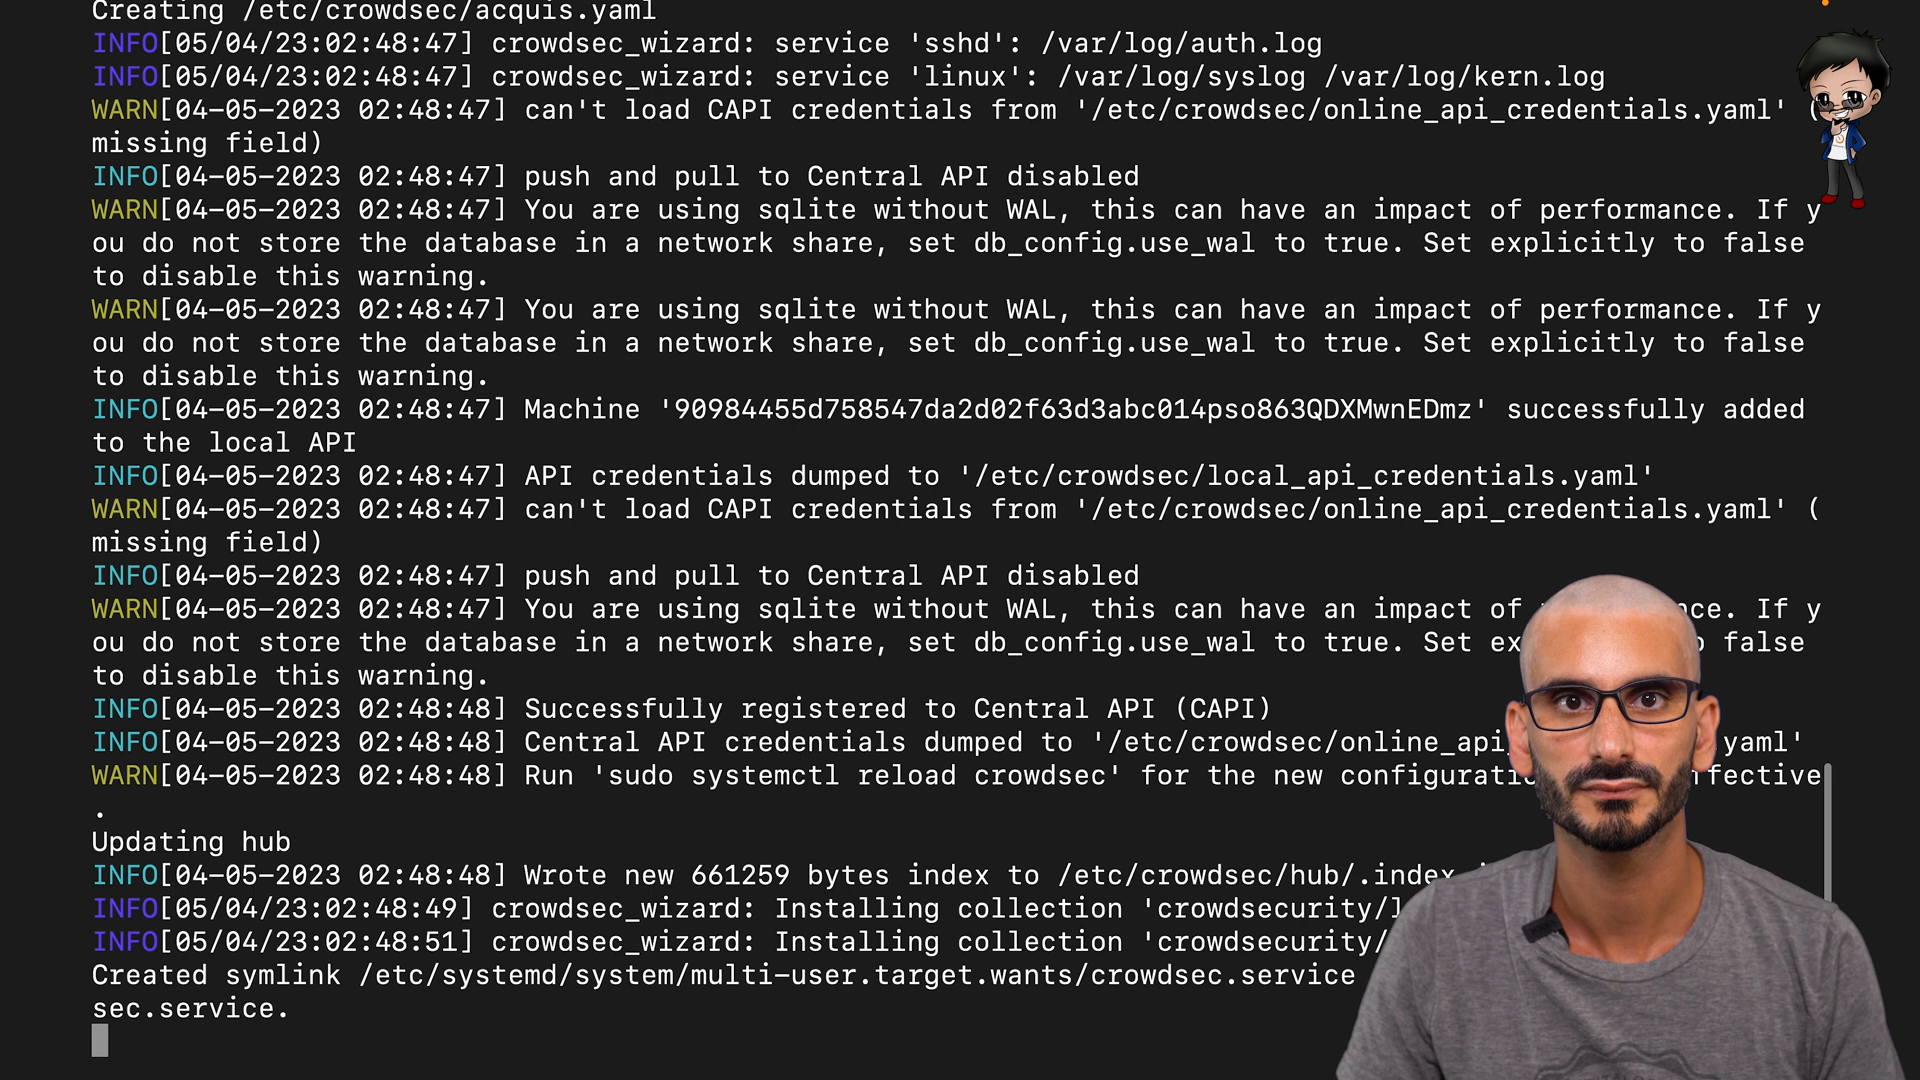 Creating /etc/crowdsec/acquis.yaml
INFO[05/04/23:02:48:47] crowdsec_wizard: service 'sshd': /var/log/auth.log
INFO[05/04/23:02:48:47] crowdsec_wizard: service 'linux': /var/log/syslog /var/log/kern.log
WARN[04-05-2023 02:48:47] can't load CAPI credentials from '/etc/crowdsec/online_api_credentials.yaml'
missing field)
INFO[04-05-2023 02:48:47] push and pull to Central API disabled
WARN[04-05-2023 02:48:47] You are using sqlite without WAL, this can have an impact of performance. If y
ou do not store the database in a network share, set db_config.use_wal to true. Set explicitly to false
to disable this warning.
WARN[04-05-2023 02:48:47] You are using sqlite without WAL, this can have an impact of performance. If y
ou do not store the database in a network share, set db_config.use_wal to true. Set explicitly to false
to disable this warning.
INFO[04-05-2023 02:48:47] Machine '90984455d758547da2d02f63d3abc014pso863QDXMwnEDmz' successfully added
to the local API
INFO[04-05-2023 02:48:47] API credentials dumped to '/etc/crowdsec/local_api_credentials.yaml'
WARN[04-05-2023 02:48:47] can't load CAPI credentials from '/etc/crowdsec/online_api_credentials.yaml' (
missing field)
INFO[04-05-2023 02:48:47] push and pull to Central API disabled
WARN[04-05-2023 02:48:47] You are using sqlite without WAL, this can have an impact of nce. If y
ou do not store the database in a network share, set db_config.use_wal to true. Set ex false
to disable this warning.
INFO[04-05-2023 02:48:48] Successfully registered to Central API (CAPI)
INFO[04-05-2023 02:48:48] Central API credentials dumped to '/etc/crowdsec/online_api yaml'
WARN[04-05-2023 02:48:48] Run 'sudo systemctl reload crowdsec' for the new configurati ffective
.
Updating hub
INFO[04-05-2023 02:48:48] Wrote new 661259 bytes index to /etc/crowdsec/hub/.index
INFO[05/04/23:02:48:49] crowdsec_wizard: Installing collection 'crowdsecurity/l
INFO[05/04/23:02:48:51] crowdsec_wizard: Installing collection 'crowdsecurity/
Created symlink /etc/systemd/system/multi-user.target.wants/crowdsec.service
sec.service.